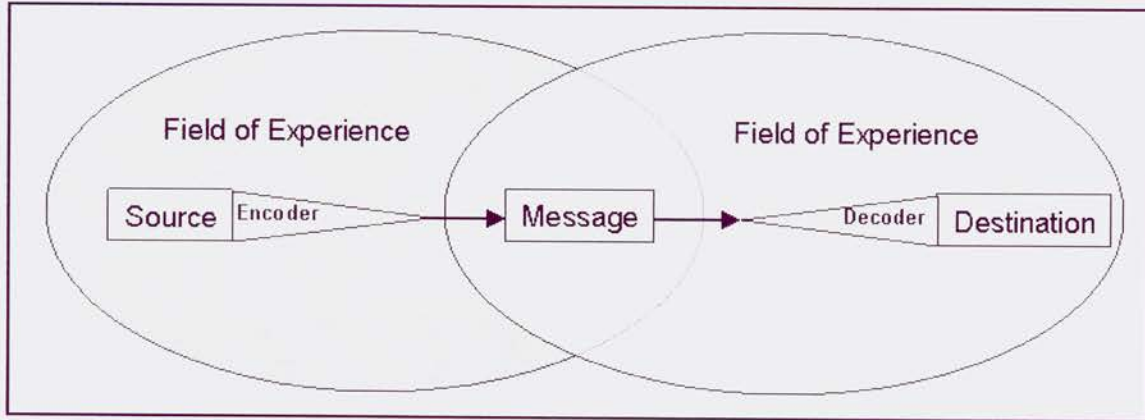 Field of Experience
Field of Experience
Source
Encoder
Message
Decoder
Destination